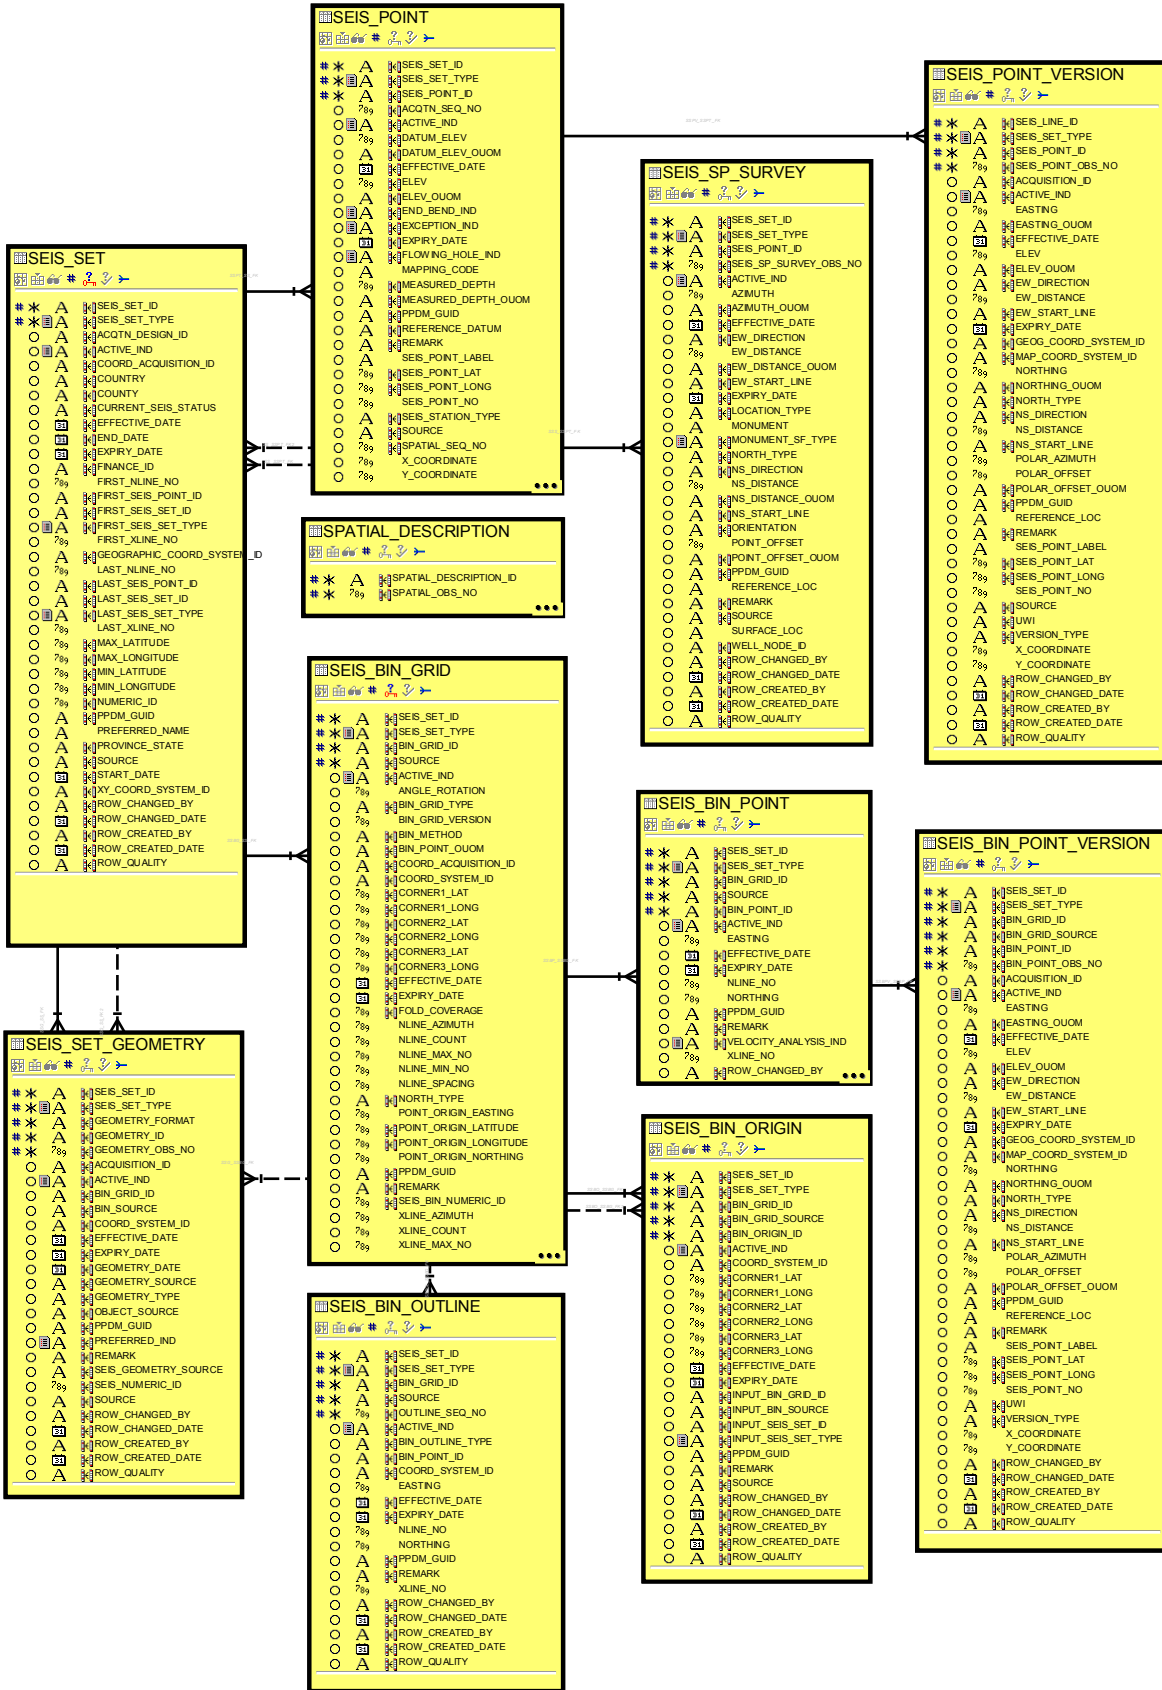 SEIS_POINT
SEIS_SET_ID
SEIS_SET_TYPE
SEIS_POINT_ID
ACQTN_SEQ_NO
ACTIVE_IND
DATUM_ELEV
DATUM_ELEV_OUOM
EFFECTIVE_DATE
ELEV
ELEV_OUOM
END_BEND_IND
EXCEPTION_IND
EXPIRY_DATE
FLOWING_HOLE_IND
MAPPING_CODE
MEASURED_DEPTH
MEASURED_DEPTH_OUOM
PPDM_GUID
REFERENCE_DATUM
REMARK
SEIS_POINT_LABEL
SEIS_POINT_LAT
SEIS_POINT_LONG
SEIS_POINT_NO
SEIS_STATION_TYPE
SOURCE
SPATIAL_SEQ_NO
X_COORDINATE
Y_COORDINATE
SEIS_POINT_VERSION
SEIS_LINE_ID
SEIS_SET_TYPE
SEIS_POINT_ID
SEIS_POINT_OBS_NO
ACQUISITION_ID
ACTIVE_IND
EASTING
EASTING_OUOM
EFFECTIVE_DATE
ELEV
ELEV_OUOM
EW_DIRECTION
EW_DISTANCE
EW_START_LINE
EXPIRY_DATE
GEOG_COORD_SYSTEM_ID
MAP_COORD_SYSTEM_ID
NORTHING
NORTHING_OUOM
NORTH_TYPE
NS_DIRECTION
NS_DISTANCE
NS_START_LINE
POLAR_AZIMUTH
POLAR_OFFSET
POLAR_OFFSET_OUOM
PPDM_GUID
REFERENCE_LOC
REMARK
SEIS_POINT_LABEL
SEIS_POINT_LAT
SEIS_POINT_LONG
SEIS_POINT_NO
SOURCE
UWI
VERSION_TYPE
X_COORDINATE
Y_COORDINATE
ROW_CHANGED_BY
ROW_CHANGED_DATE
ROW_CREATED_BY
ROW_CREATED_DATE
ROW_QUALITY
SEIS_SP_SURVEY
SEIS_SET_ID
SEIS_SET_TYPE
SEIS_POINT_ID
SEIS_SP_SURVEY_OBS_NO
ACTIVE_IND
AZIMUTH
AZIMUTH_OUOM
EFFECTIVE_DATE
EW_DIRECTION
EW_DISTANCE
EW_DISTANCE_OUOM
EW_START_LINE
EXPIRY_DATE
LOCATION_TYPE
MONUMENT
MONUMENT_SF_TYPE
NORTH_TYPE
NS_DIRECTION
NS_DISTANCE
NS_DISTANCE_OUOM
NS_START_LINE
ORIENTATION
POINT_OFFSET
POINT_OFFSET_OUOM
PPDM_GUID
REFERENCE_LOC
REMARK
SOURCE
SURFACE_LOC
WELL_NODE_ID
ROW_CHANGED_BY
ROW_CHANGED_DATE
ROW_CREATED_BY
ROW_CREATED_DATE
ROW_QUALITY
SEIS_SET
SEIS_SET_ID
SEIS_SET_TYPE
ACQTN_DESIGN_ID
ACTIVE_IND
COORD_ACQUISITION_ID
COUNTRY
COUNTY
CURRENT_SEIS_STATUS
EFFECTIVE_DATE
END_DATE
EXPIRY_DATE
FINANCE_ID
FIRST_NLINE_NO
FIRST_SEIS_POINT_ID
FIRST_SEIS_SET_ID
FIRST_SEIS_SET_TYPE
FIRST_XLINE_NO
GEOGRAPHIC_COORD_SYSTEM_ID
LAST_NLINE_NO
LAST_SEIS_POINT_ID
LAST_SEIS_SET_ID
LAST_SEIS_SET_TYPE
LAST_XLINE_NO
MAX_LATITUDE
MAX_LONGITUDE
MIN_LATITUDE
MIN_LONGITUDE
NUMERIC_ID
PPDM_GUID
PREFERRED_NAME
PROVINCE_STATE
SOURCE
START_DATE
XY_COORD_SYSTEM_ID
ROW_CHANGED_BY
ROW_CHANGED_DATE
ROW_CREATED_BY
ROW_CREATED_DATE
ROW_QUALITY
SPATIAL_DESCRIPTION
SPATIAL_DESCRIPTION_ID
SPATIAL_OBS_NO
SEIS_BIN_GRID
SEIS_SET_ID
SEIS_SET_TYPE
BIN_GRID_ID
SOURCE
ACTIVE_IND
ANGLE_ROTATION
BIN_GRID_TYPE
BIN_GRID_VERSION
BIN_METHOD
BIN_POINT_OUOM
COORD_ACQUISITION_ID
COORD_SYSTEM_ID
CORNER1_LAT
CORNER1_LONG
CORNER2_LAT
CORNER2_LONG
CORNER3_LAT
CORNER3_LONG
EFFECTIVE_DATE
EXPIRY_DATE
FOLD_COVERAGE
NLINE_AZIMUTH
NLINE_COUNT
NLINE_MAX_NO
NLINE_MIN_NO
NLINE_SPACING
NORTH_TYPE
POINT_ORIGIN_EASTING
POINT_ORIGIN_LATITUDE
POINT_ORIGIN_LONGITUDE
POINT_ORIGIN_NORTHING
PPDM_GUID
REMARK
SEIS_BIN_NUMERIC_ID
XLINE_AZIMUTH
XLINE_COUNT
XLINE_MAX_NO
SEIS_BIN_POINT
SEIS_SET_ID
SEIS_SET_TYPE
BIN_GRID_ID
SOURCE
BIN_POINT_ID
ACTIVE_IND
EASTING
EFFECTIVE_DATE
EXPIRY_DATE
NLINE_NO
NORTHING
PPDM_GUID
REMARK
VELOCITY_ANALYSIS_IND
XLINE_NO
ROW_CHANGED_BY
SEIS_BIN_POINT_VERSION
SEIS_SET_ID
SEIS_SET_TYPE
BIN_GRID_ID
BIN_GRID_SOURCE
BIN_POINT_ID
BIN_POINT_OBS_NO
ACQUISITION_ID
ACTIVE_IND
EASTING
EASTING_OUOM
EFFECTIVE_DATE
ELEV
ELEV_OUOM
EW_DIRECTION
EW_DISTANCE
EW_START_LINE
EXPIRY_DATE
GEOG_COORD_SYSTEM_ID
MAP_COORD_SYSTEM_ID
NORTHING
NORTHING_OUOM
NORTH_TYPE
NS_DIRECTION
NS_DISTANCE
NS_START_LINE
POLAR_AZIMUTH
POLAR_OFFSET
POLAR_OFFSET_OUOM
PPDM_GUID
REFERENCE_LOC
REMARK
SEIS_POINT_LABEL
SEIS_POINT_LAT
SEIS_POINT_LONG
SEIS_POINT_NO
UWI
VERSION_TYPE
X_COORDINATE
Y_COORDINATE
ROW_CHANGED_BY
ROW_CHANGED_DATE
ROW_CREATED_BY
ROW_CREATED_DATE
ROW_QUALITY
SEIS_SET_GEOMETRY
SEIS_SET_ID
SEIS_SET_TYPE
GEOMETRY_FORMAT
GEOMETRY_ID
GEOMETRY_OBS_NO
ACQUISITION_ID
ACTIVE_IND
BIN_GRID_ID
BIN_SOURCE
COORD_SYSTEM_ID
EFFECTIVE_DATE
EXPIRY_DATE
GEOMETRY_DATE
GEOMETRY_SOURCE
GEOMETRY_TYPE
OBJECT_SOURCE
PPDM_GUID
PREFERRED_IND
REMARK
SEIS_GEOMETRY_SOURCE
SEIS_NUMERIC_ID
SOURCE
ROW_CHANGED_BY
ROW_CHANGED_DATE
ROW_CREATED_BY
ROW_CREATED_DATE
ROW_QUALITY
SEIS_BIN_ORIGIN
SEIS_SET_ID
SEIS_SET_TYPE
BIN_GRID_ID
BIN_GRID_SOURCE
BIN_ORIGIN_ID
ACTIVE_IND
COORD_SYSTEM_ID
CORNER1_LAT
CORNER1_LONG
CORNER2_LAT
CORNER2_LONG
CORNER3_LAT
CORNER3_LONG
EFFECTIVE_DATE
EXPIRY_DATE
INPUT_BIN_GRID_ID
INPUT_BIN_SOURCE
INPUT_SEIS_SET_ID
INPUT_SEIS_SET_TYPE
PPDM_GUID
REMARK
SOURCE
ROW_CHANGED_BY
ROW_CHANGED_DATE
ROW_CREATED_BY
ROW_CREATED_DATE
ROW_QUALITY
SEIS_BIN_OUTLINE
SEIS_SET_ID
SEIS_SET_TYPE
BIN_GRID_ID
SOURCE
OUTLINE_SEQ_NO
ACTIVE_IND
BIN_OUTLINE_TYPE
BIN_POINT_ID
COORD_SYSTEM_ID
EASTING
EFFECTIVE_DATE
EXPIRY_DATE
NLINE_NO
NORTHING
PPDM_GUID
REMARK
XLINE_NO
ROW_CHANGED_BY
ROW_CHANGED_DATE
ROW_CREATED_BY
ROW_CREATED_DATE
ROW_QUALITY